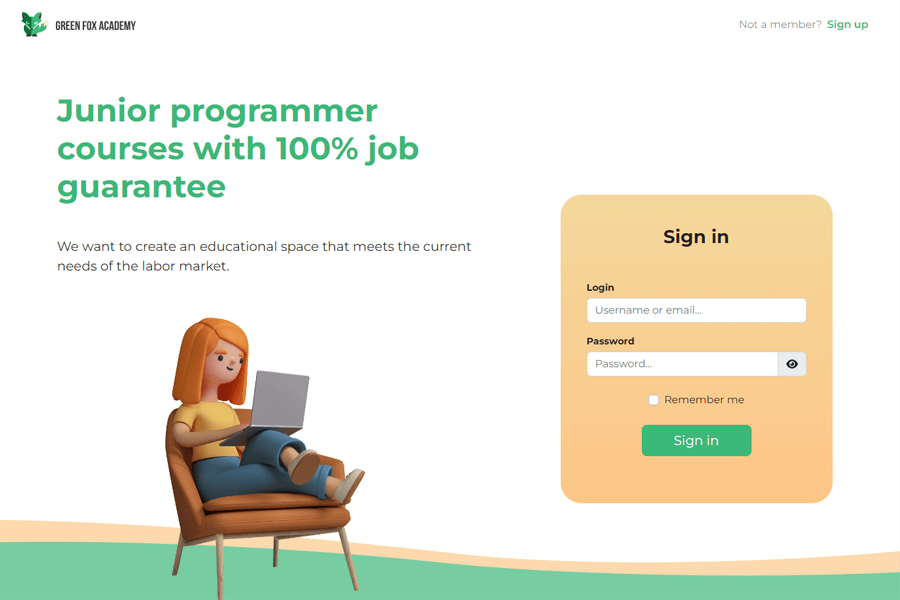 GREEN FOX ACADEMY
Not a member? Sign up
Junior programmer
courses with 100% job
guarantee
We want to create an educational space that meets the current
needs of the labor market.
Sign in
Login
Username or email...
Password
Password...
Remember me
Sign in